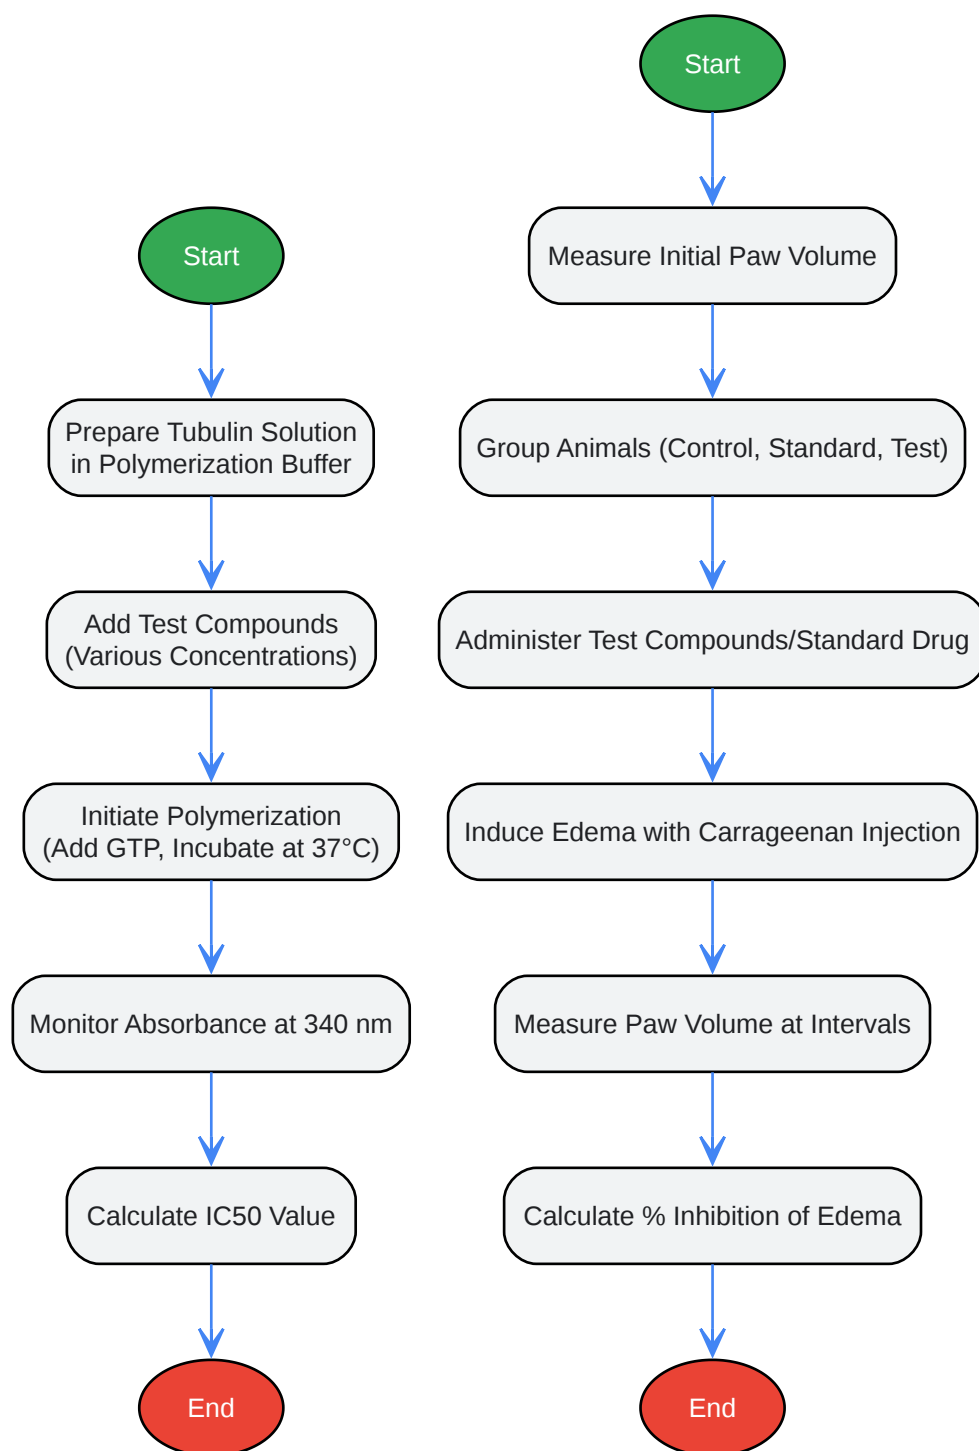 Start
Prepare Tubulin Solution
in Polymerization Buffer
Add Test Compounds
(Various Concentrations)
Initiate Polymerization
(Add GTP, Incubate at 37°C)
Monitor Absorbance at 340 nm
Calculate IC50 Value
End
Start
Measure Initial Paw Volume
Group Animals (Control, Standard, Test)
Administer Test Compounds/Standard Drug
Induce Edema with Carrageenan Injection
Measure Paw Volume at Intervals
Calculate % Inhibition of Edema
End